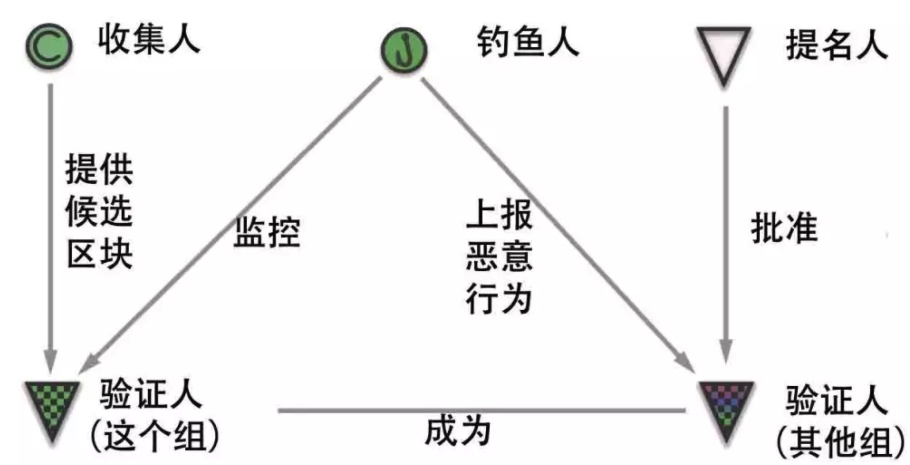 收集人
钓鱼人
提名人
提供
候选
区块
监控
上报
恶意
行为
批准
验证人
(这个组)
成为
验证人
(其他组)